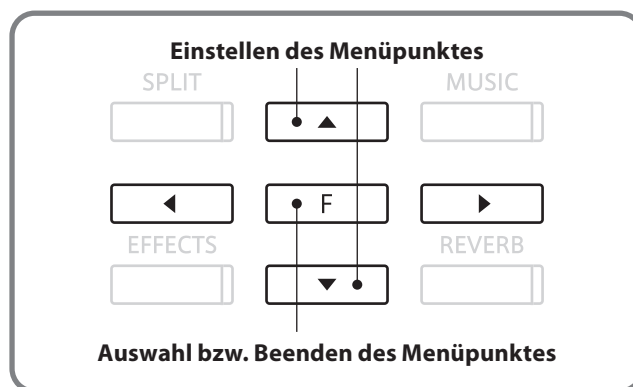 Einstellen des Menüpunktes
SPLIT
MUSIC
F
EFFECTS
REVERB
Auswahl bzw. Beenden des Menüpunktes